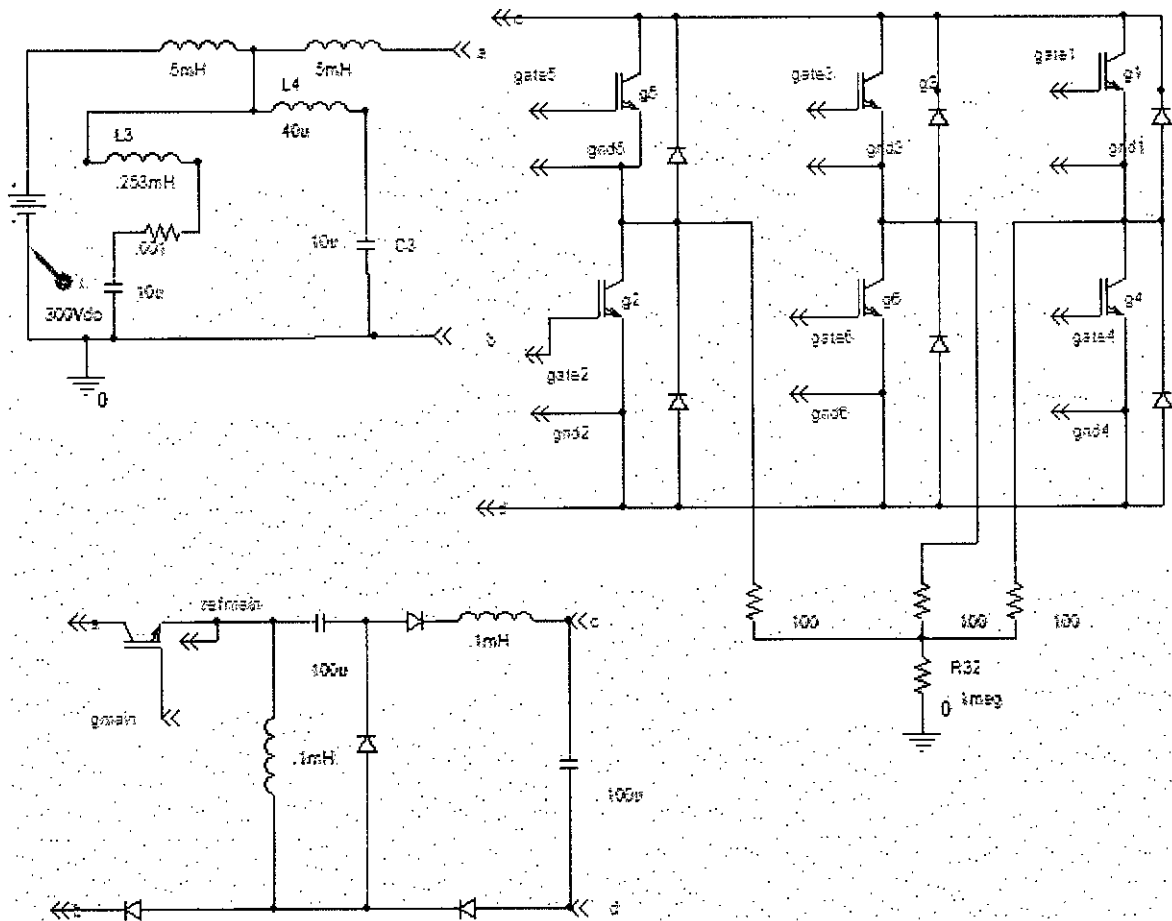 5mH
5mH
a
L4
40u
L3
.253mH
.001
10u
10u
C3
300Vdc
0
b
c
gate5
g5
gnd5
gate3
g3
gnd3
gate1
g1
gnd1
g2
gate2
gnd2
g6
gate6
gnd6
g4
gate4
gnd4
d
100
100
100
R32
1meg
0
a
refmain
gmain
100u
.1mH
c
.1mH
100u
b
d